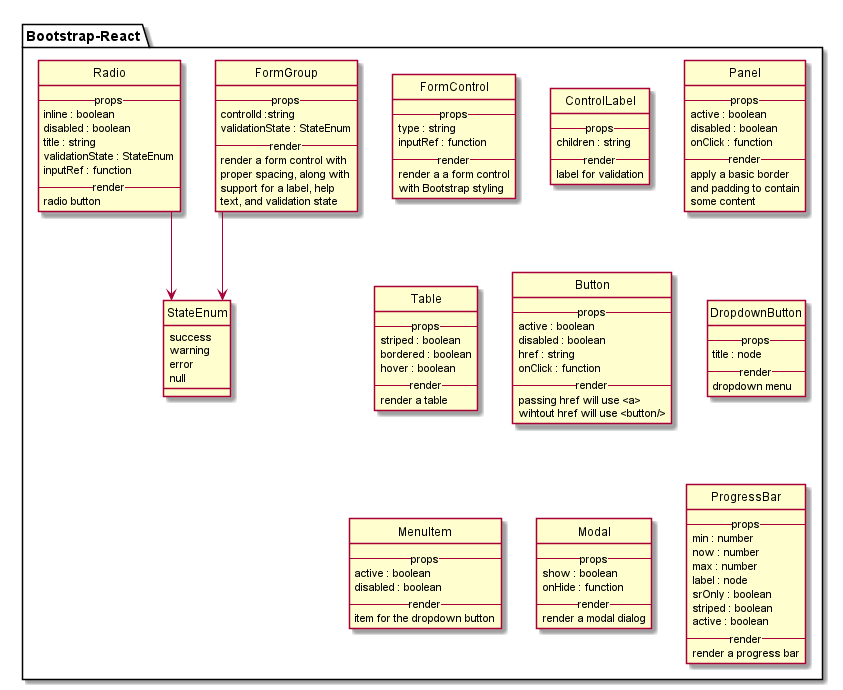 Bootstrap-React
Radio
props
inline : boolean
disabled : boolean
title : string
validationState : StateEnum
inputRef : function
render
radio button
FormGroup
props
controlId :string
validationState : StateEnum
render
render a form control with
proper spacing, along with
support for a label, help
text, and validation state
FormControl
props
type : string
inputRef : function
render
render a a form control
with Bootstrap styling
ControlLabel
props
children : string
render
label for validation
Panel
props
active : boolean
disabled : boolean
onClick : function
render
apply a basic border
and padding to contain
some content
StateEnum
success
warning
error
null
Table
props
striped : boolean
bordered : boolean
hover : boolean
render
render a table
Button
props
active : boolean
disabled : boolean
href : string
onClick : function
render
passing href will use <a>
wihtout href will use <button/>
DropdownButton
props
title : node
render
dropdown menu
MenuItem
props
active : boolean
disabled : boolean
render
item for the dropdown button
Modal
props
show : boolean
onHide : function
render
render a modal dialog
ProgressBar
props
min : number
now : number
max : number
label : node
srOnly : boolean
striped : boolean
active : boolean
render
render a progress bar